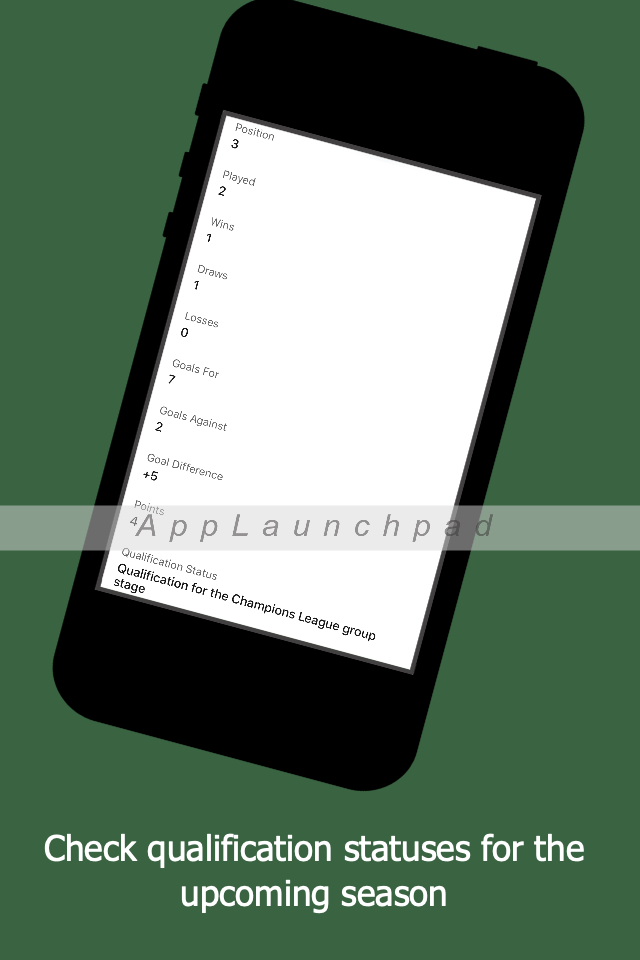 Position
3
Played
2
Wins
1
Draws
1
Losses
0
Goals For
7
Goals Against
2
Goal Difference
+5
Points
4
AppLaunchpad
Qualification Status
Qualification for the Champions League group
stage
Check qualification statuses for the
upcoming season